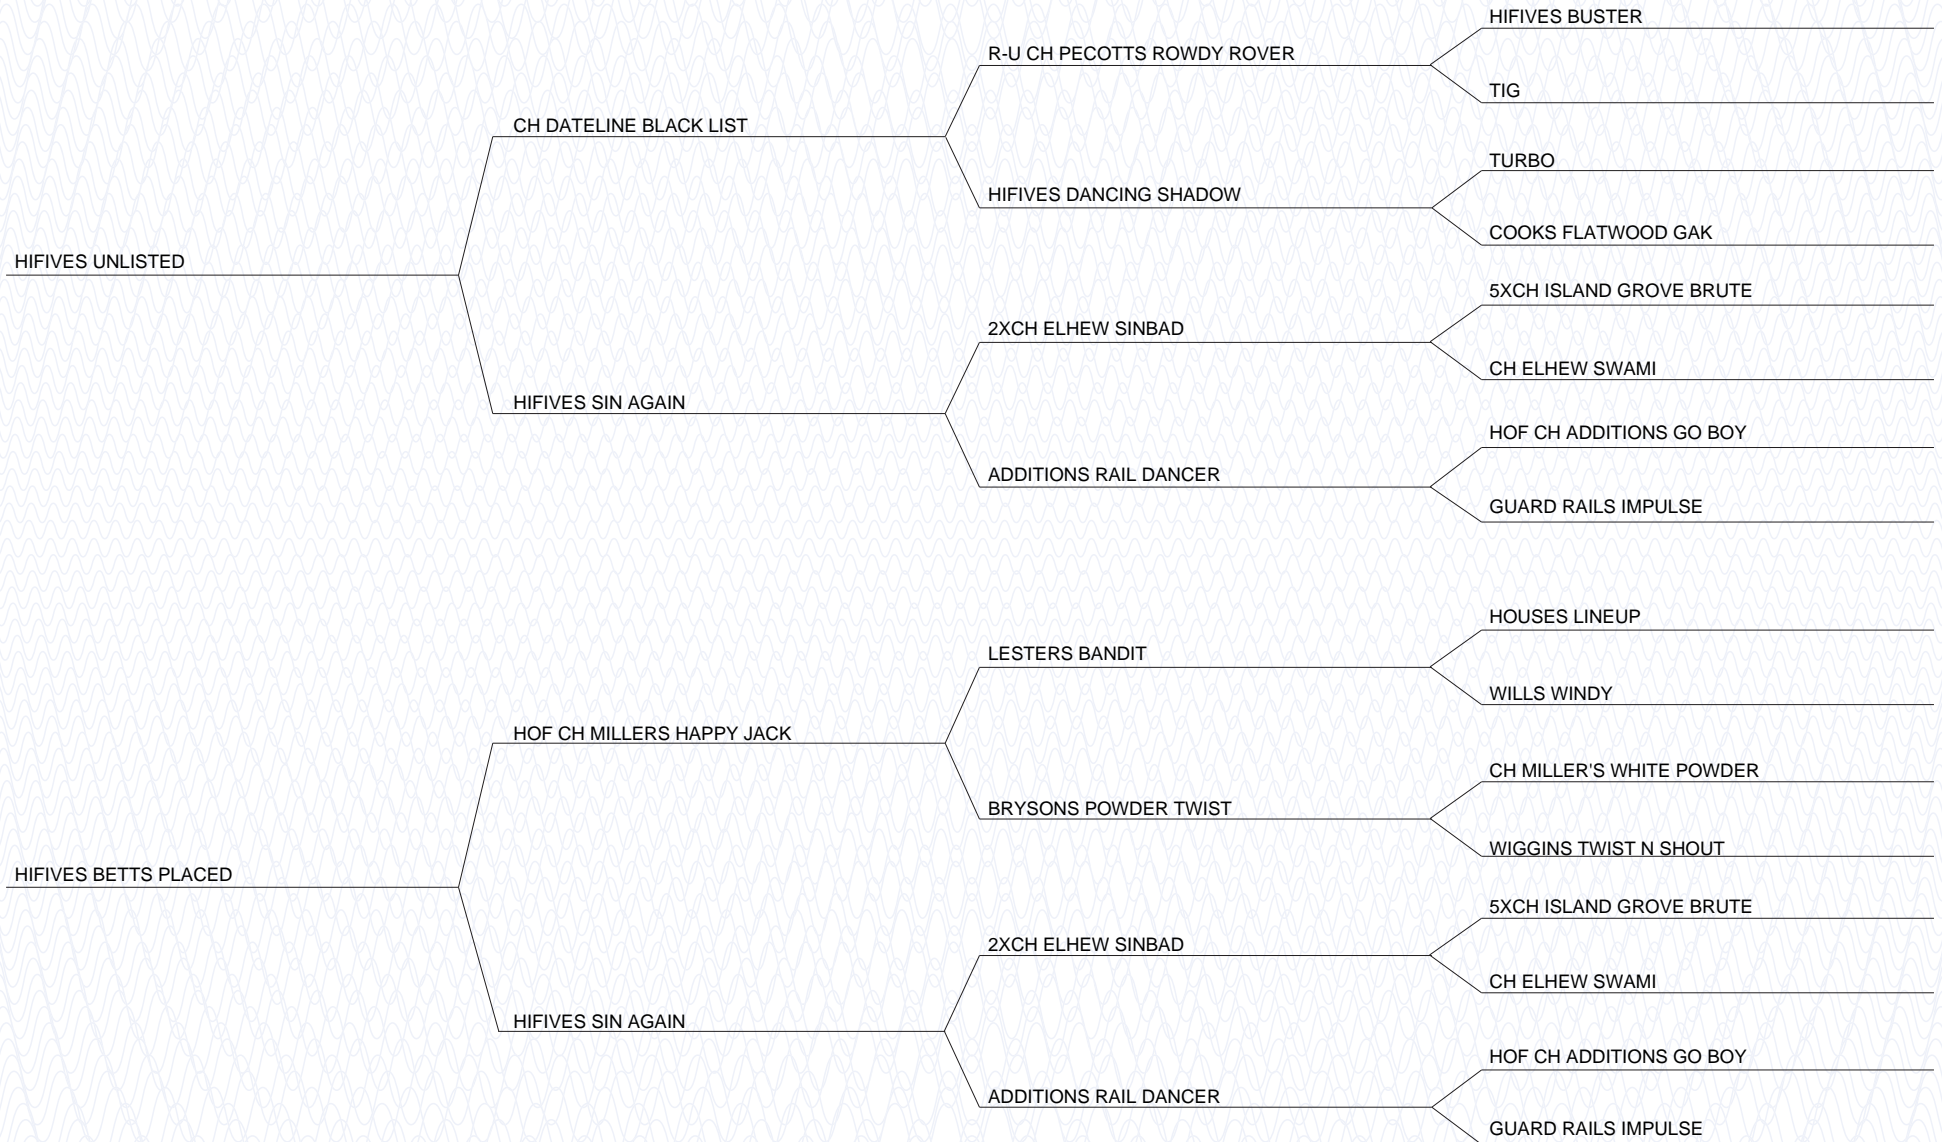 HIFIVES BUSTER
R-U CH PECOTTS ROWDY ROVER
TIG
CH DATELINE BLACK LIST
TURBO
HIFIVES DANCING SHADOW
COOKS FLATWOOD GAK
HIFIVES UNLISTED
5XCH ISLAND GROVE BRUTE
2XCH ELHEW SINBAD
CH ELHEW SWAMI
HIFIVES SIN AGAIN
HOF CH ADDITIONS GO BOY
ADDITIONS RAIL DANCER
GUARD RAILS IMPULSE
HOUSES LINEUP
LESTERS BANDIT
WILLS WINDY
HOF CH MILLERS HAPPY JACK
CH MILLER'S WHITE POWDER
BRYSONS POWDER TWIST
WIGGINS TWIST N SHOUT
HIFIVES BETTS PLACED
5XCH ISLAND GROVE BRUTE
2XCH ELHEW SINBAD
CH ELHEW SWAMI
HIFIVES SIN AGAIN
HOF CH ADDITIONS GO BOY
ADDITIONS RAIL DANCER
GUARD RAILS IMPULSE